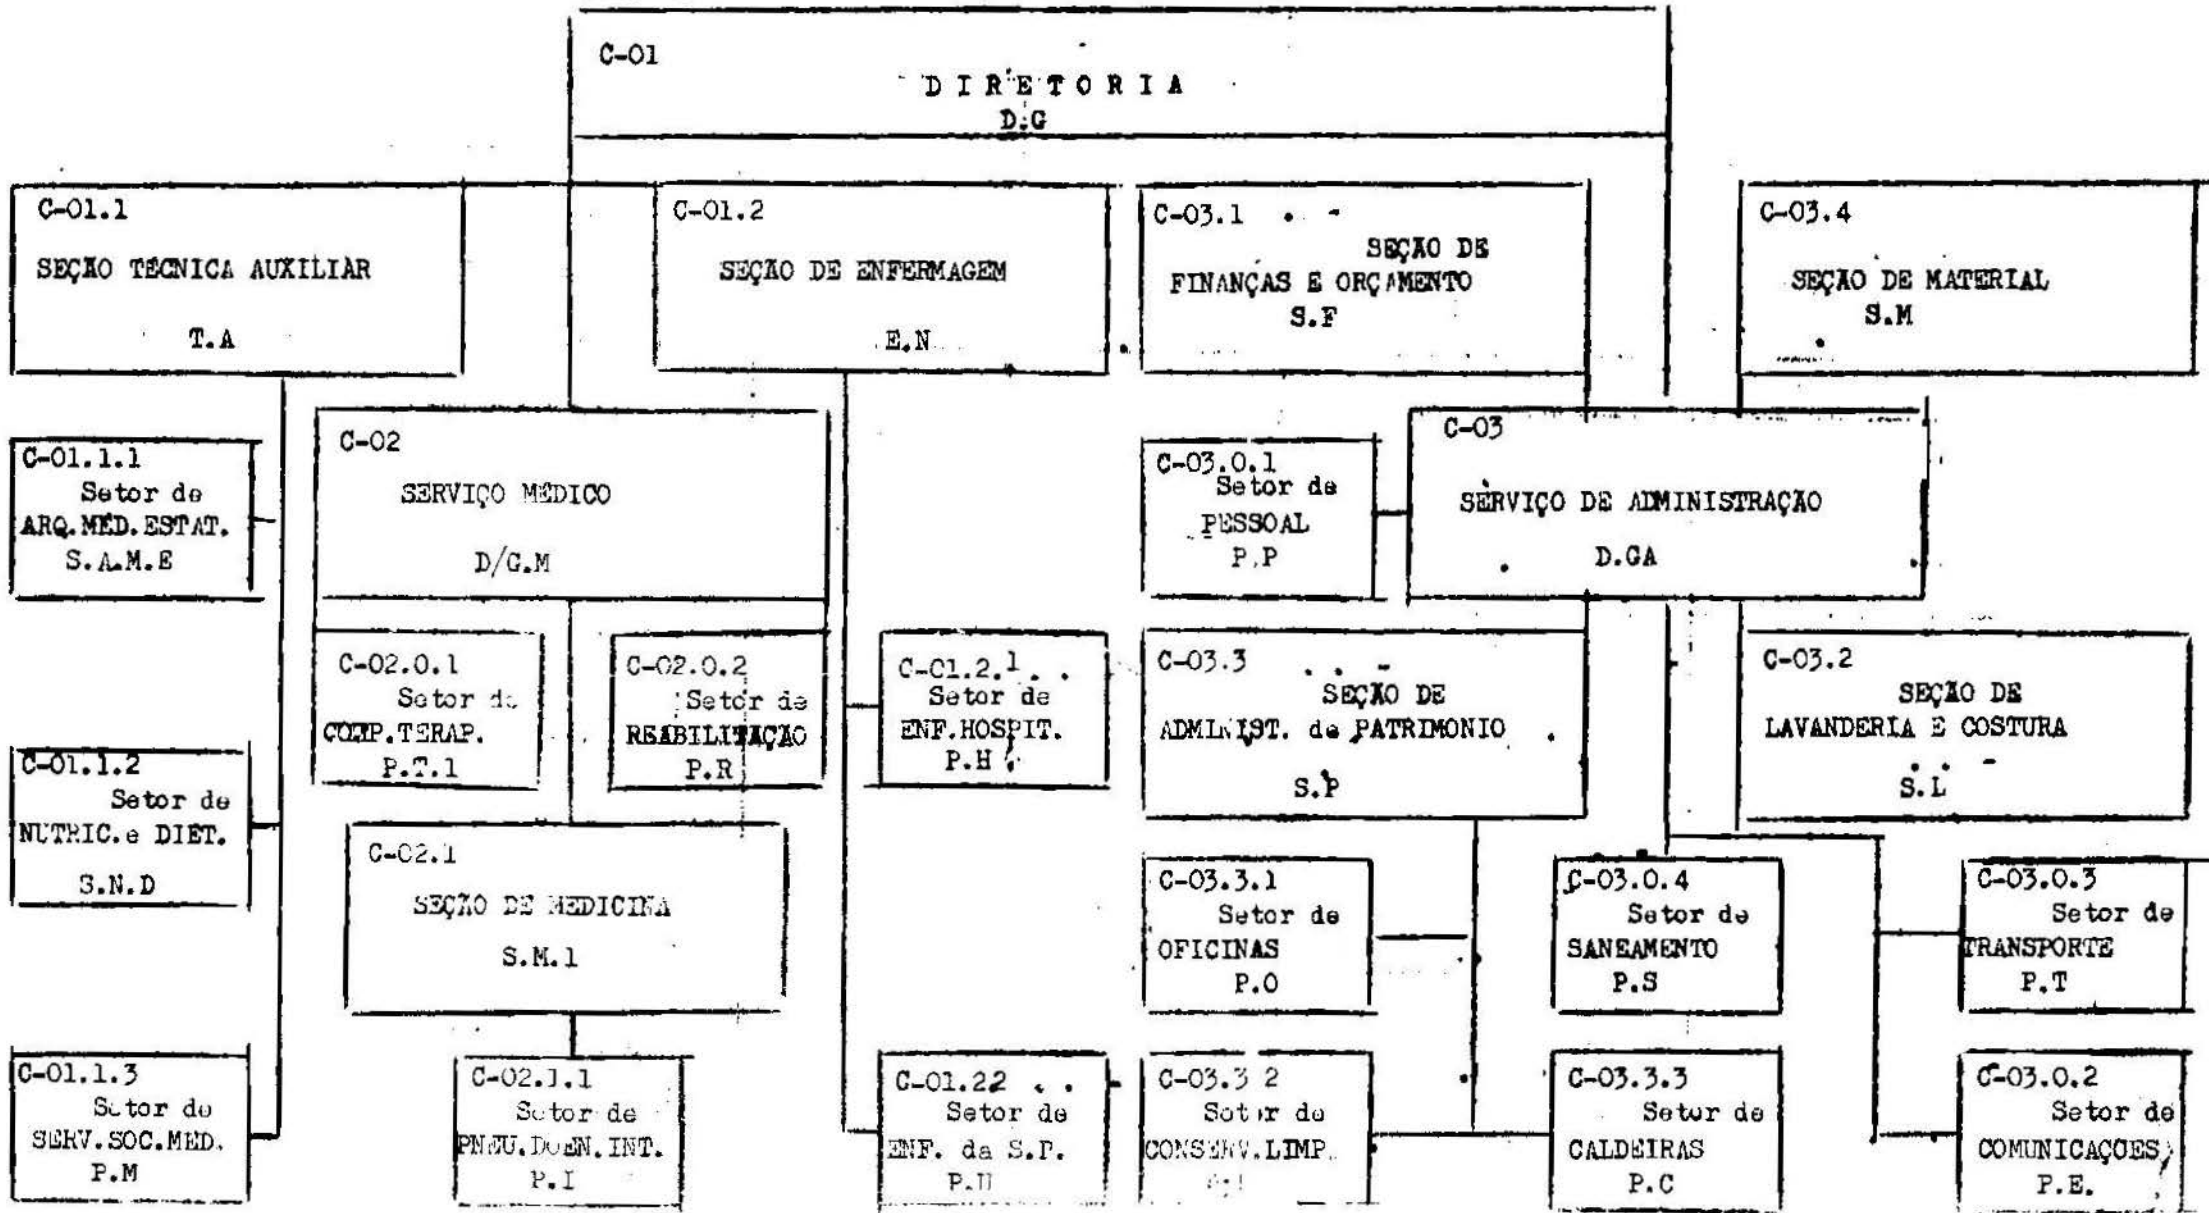 C-01
DIRETORIA
D.G
C-01.1
SEÇÃO TÉCNICA AUXILIAR
T.A
C-01.2
SEÇÃO DE ENFERMAGEM
E.N
C-03.1
SEÇÃO DE
FINANÇAS E ORÇAMENTO
S.F
C-03.4
SEÇÃO DE MATERIAL
S.M
C-01.1.1
Setor de
ARQ.MÉD.ESTAT.
S.A.M.E
C-02
SERVIÇO MÉDICO
D/G.M
C-03.0.1
Setor de
PESSOAL
P.P
C-03
SERVIÇO DE ADMINISTRAÇÃO
D.GA
C-02.0.1
Setor de
TERAP.
P.T.1
C-02.0.2
Setor de
REABILITAÇÃO
P.R
C-01.2.1
Setor de
ENF.HOSPIT.
P.H
C-03.3
SEÇÃO DE
ADMINIST. de PATRIMONIO
S.P
C-03.2
SEÇÃO DE
LAVANDERIA E COSTURA
S.L
C-01.1.2
Setor de
NUTRIC.e DIET.
S.N.D
C-02.1
SEÇÃO DE MEDICINA
S.M.1
C-03.3.1
Setor de
OFICINAS
P.O
C-03.0.4
Setor de
SANEAMENTO
P.S
C-03.0.3
Setor de
TRANSPORTE
P.T
C-01.1.3
Setor de
SERV.SOC.MED.
P.M
C-02.1.1
Setor de
PNEU.DOEN.INT.
P.I
C-01.22
Setor de
ENF. da S.P.
C-03.3 2
Setor de
CONSERV.LIMP.
C-03.3.3
Setor de
CALDEIRAS
P.C
C-03.0.2
Setor de
COMUNICAÇÕES
P.E.